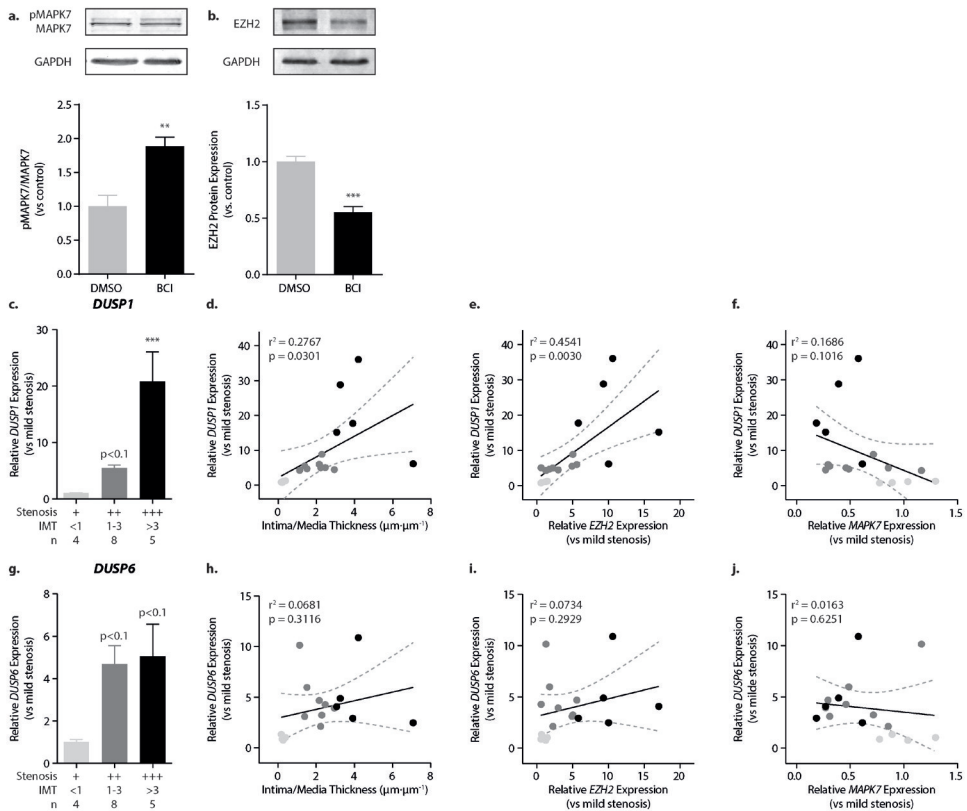 a.
pMAPK7
MAPK7
GAPDH
pMAPK7/MAPK7
(vs control)
2.5
2.0
1.5
1.0
0.5
0.0
**
DMSO BCI
b.
EZH2
GAPDH
EZH2 Protein Expression
(vs. control)
1.5
1.0
0.5
0.0
***
DMSO BCI
c. DUSP1
Relative DUSP1 Expression
(vs mild stenosis)
30
20
10
0
p<0.1
***
Stenosis + ++ +++
IMT <1 1-3 >3
n 4 8 5
d.
r² = 0.2767
p = 0.0301
Relative DUSP1 Expression
(vs mild stenosis)
40
30
20
10
0
0 2 4 6 8
Intima/Media Thickness (μm·μm⁻¹)
e.
r² = 0.4541
p = 0.0030
Relative DUSP1 Expression
(vs mild stenosis)
40
30
20
10
0
0 5 10 15 20
Relative EZH2 Expression
(vs mild stenosis)
f.
r² = 0.1686
p = 0.1016
Relative DUSP1 Expression
(vs mild stenosis)
40
30
20
10
0
0.0 0.5 1.0 1.5
Relative MAPK7 Epxression
(vs mild stenosis)
g. DUSP6
Relative DUSP6 Expression
(vs mild stenosis)
8
6
4
2
0
p<0.1
p<0.1
Stenosis + ++ +++
IMT <1 1-3 >3
n 4 8 5
h.
r² = 0.0681
p = 0.3116
Relative DUSP6 Expression
(vs mild stenosis)
15
10
5
0
0 2 4 6 8
Intima/Media Thickness (μm·μm⁻¹)
i.
r² = 0.0734
p = 0.2929
Relative DUSP6 Expression
(vs mild stenosis)
15
10
5
0
0 5 10 15 20
Relative EZH2 Expression
(vs mild stenosis)
j.
r² = 0.0163
p = 0.6251
Relative DUSP6 Expression
(vs milde stenosis)
15
10
5
0
0.0 0.5 1.0 1.5
Relative MAPK7 Expression
(vs mild stenosis)